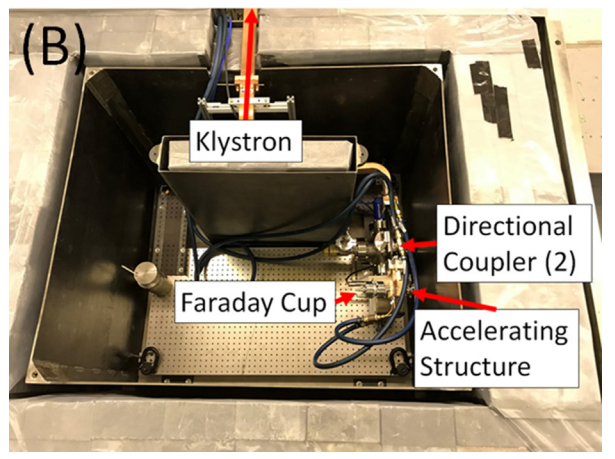 (B)
Klystron
Directional
Coupler (2)
Faraday Cup
Accelerating
Structure